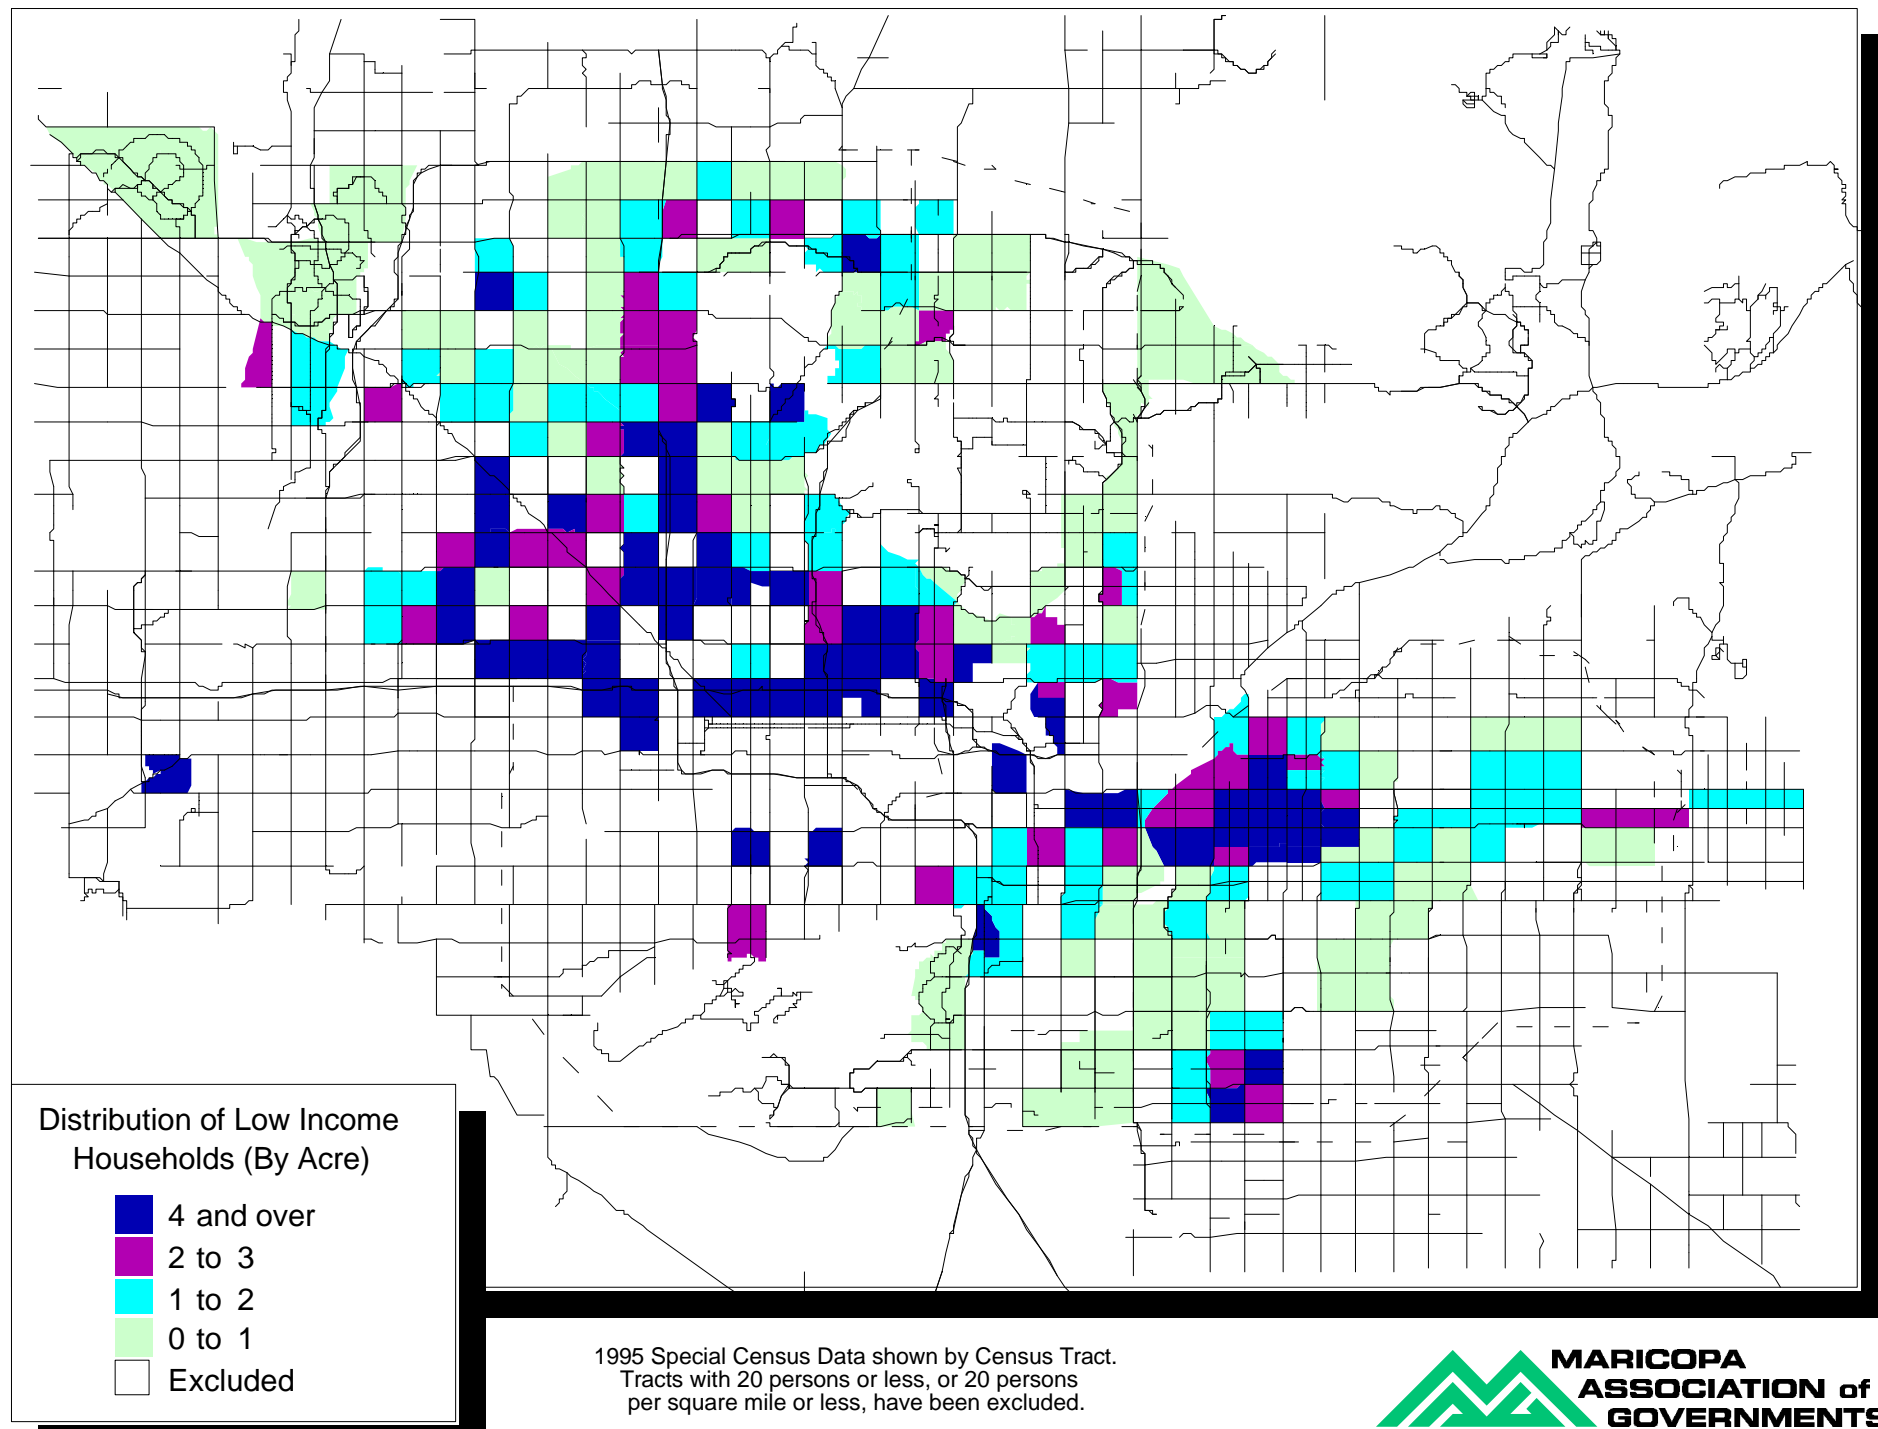 Distribution of Low Income
Households (By Acre)
4 and over
2 to 3
1 to 2
0 to 1
Excluded
1995 Special Census Data shown by Census Tract.
Tracts with 20 persons or less, or 20 persons
per square mile or less, have been excluded.
MARICOPA
ASSOCIATION of
GOVERNMENTS